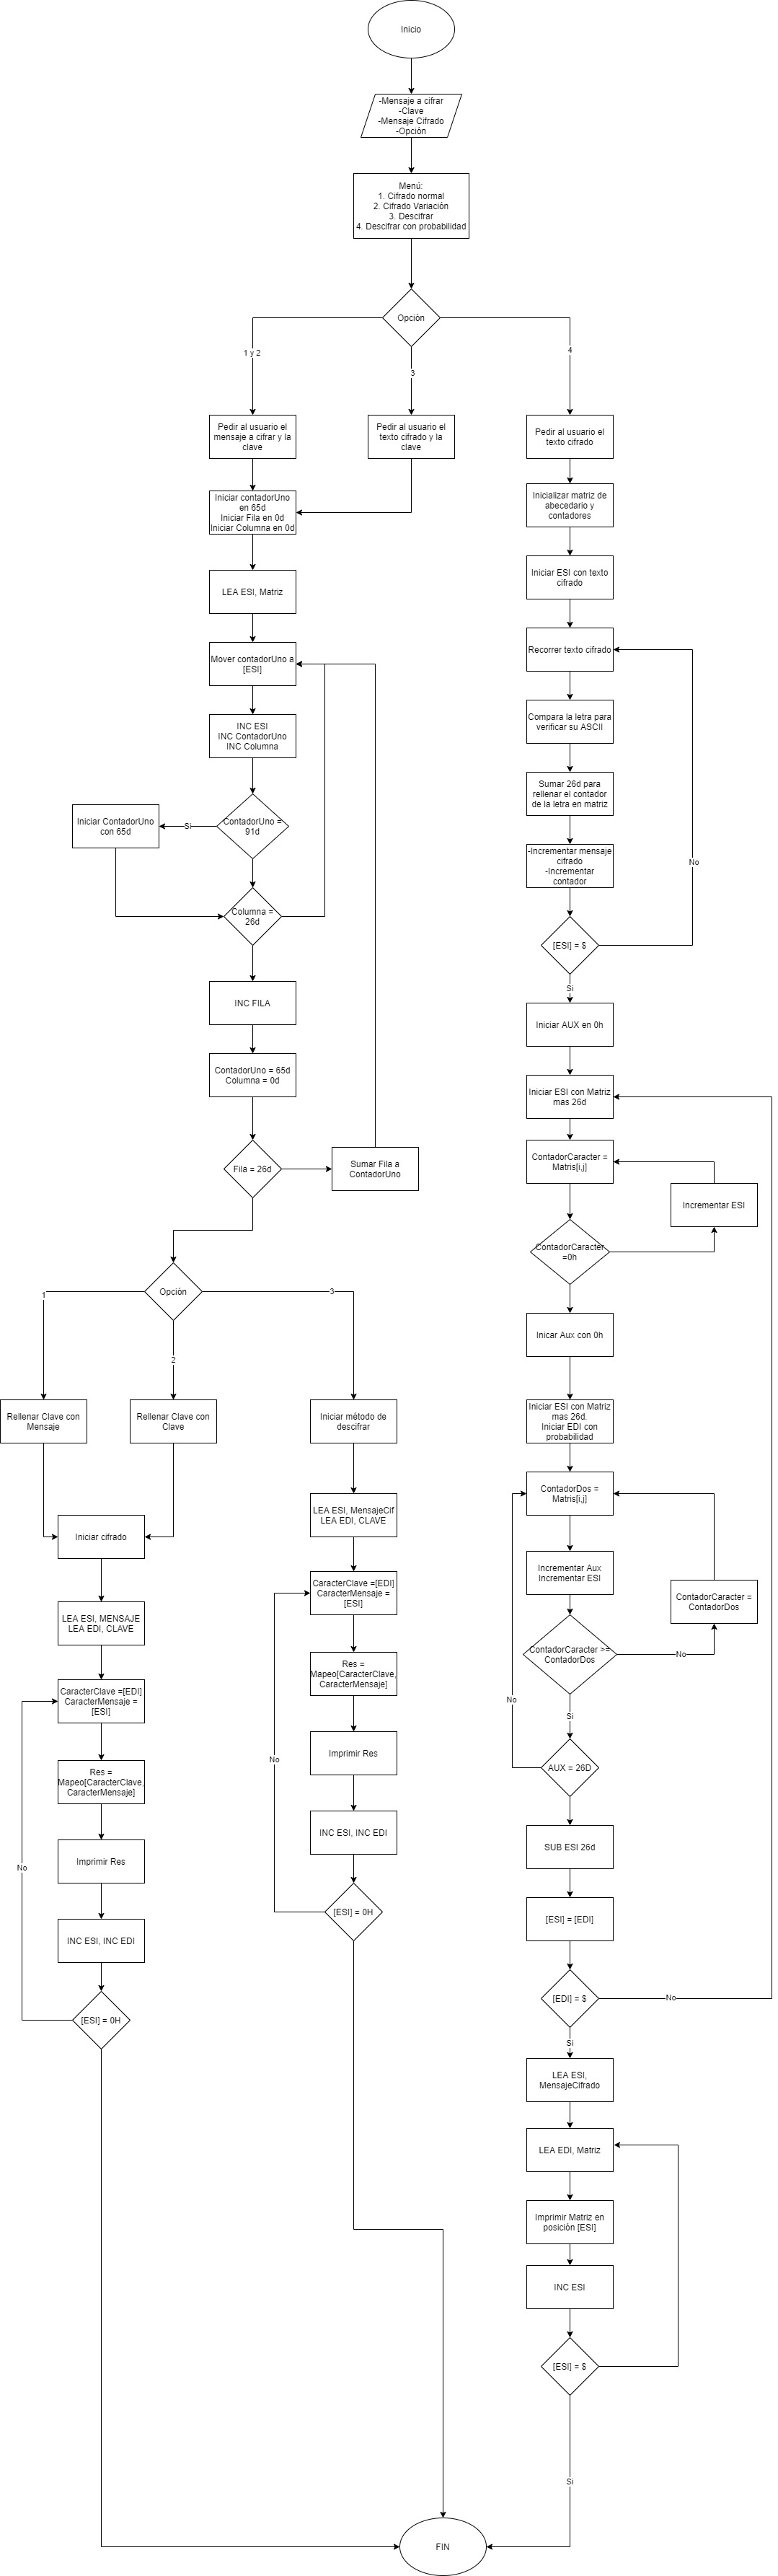 Inicio
-Mensaje a cifrar
-Clave
-Mensaje Cifrado
-Opción
Menú:
1. Cifrado normal
2. Cifrado Variación
3. Descifrar
4. Descifrar con probabilidad
Opción
1 y 2
3
4
Pedir al usuario el
mensaje a cifrar y la
clave
Pedir al usuario el
texto cifrado y la
clave
Pedir al usuario el
texto cifrado
Iniciar contadorUno
en 65d
Iniciar Fila en 0d
Iniciar Columna en 0d
Inicializar matriz de
abecedario y
contadores
LEA ESI, Matriz
Iniciar ESI con texto
cifrado
Mover contadorUno a
[ESI]
Recorrer texto cifrado
INC ESI
INC ContadorUno
INC Columna
Compara la letra para
verificar su ASCII
Iniciar ContadorUno
con 65d
Si
ContadorUno =
91d
Sumar 26d para
rellenar el contador
de la letra en matriz
-Incrementar mensaje
cifrado
-Incrementar
contador
No
Columna =
26d
[ESI] = $
Si
INC FILA
Iniciar AUX en 0h
ContadorUno = 65d
Columna = 0d
Iniciar ESI con Matriz
mas 26d
Fila = 26d
Sumar Fila a
ContadorUno
ContadorCaracter =
Matris[i,j]
Incrementar ESI
ContadorCaracter
=0h
Opción
1
2
3
Inicar Aux con 0h
Rellenar Clave con
Mensaje
Rellenar Clave con
Clave
Iniciar método de
descifrar
Iniciar ESI con Matriz
mas 26d.
Iniciar EDI con
probabilidad
ContadorDos =
Matris[i,j]
Iniciar cifrado
LEA ESI, MensajeCif
LEA EDI, CLAVE
Incrementar Aux
Incrementar ESI
ContadorCaracter =
ContadorDos
LEA ESI, MENSAJE
LEA EDI, CLAVE
CaracterClave =[EDI]
CaracterMensaje =
[ESI]
ContadorCaracter >=
ContadorDos
No
Si
No
CaracterClave =[EDI]
CaracterMensaje =
[ESI]
Res =
Mapeo[CaracterClave,
CaracterMensaje]
Res =
Mapeo[CaracterClave,
CaracterMensaje]
Imprimir Res
AUX = 26D
No
Imprimir Res
INC ESI, INC EDI
SUB ESI 26d
No
INC ESI, INC EDI
[ESI] = 0H
[ESI] = [EDI]
[ESI] = 0H
[EDI] = $
No
Si
LEA ESI,
MensajeCifrado
LEA EDI, Matriz
Imprimir Matriz en
posición [ESI]
INC ESI
[ESI] = $
Si
FIN